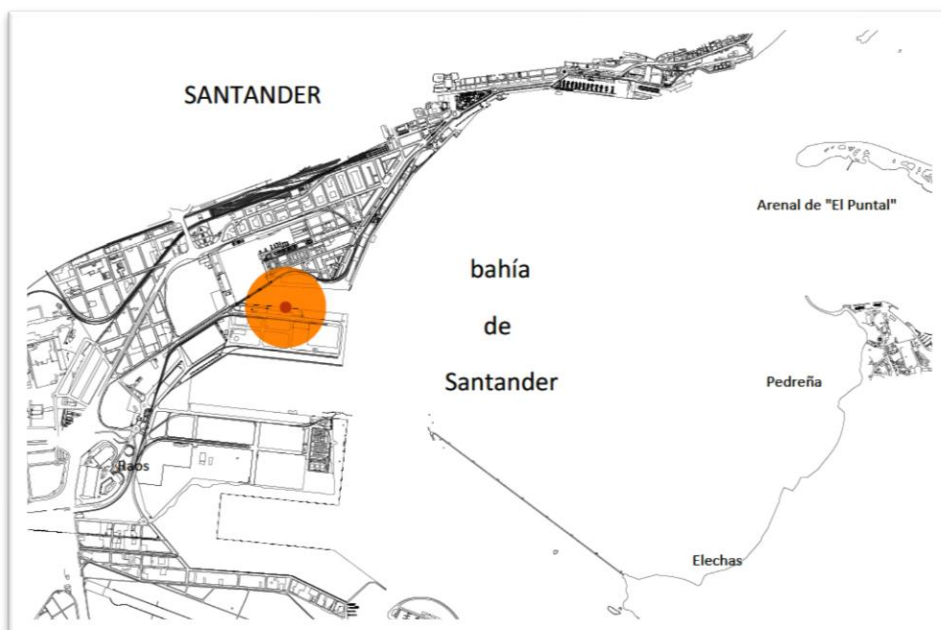 SANTANDER
Arenal de "El Puntal"
bahía
de
Santander
Pedreña
Raos
Elechas